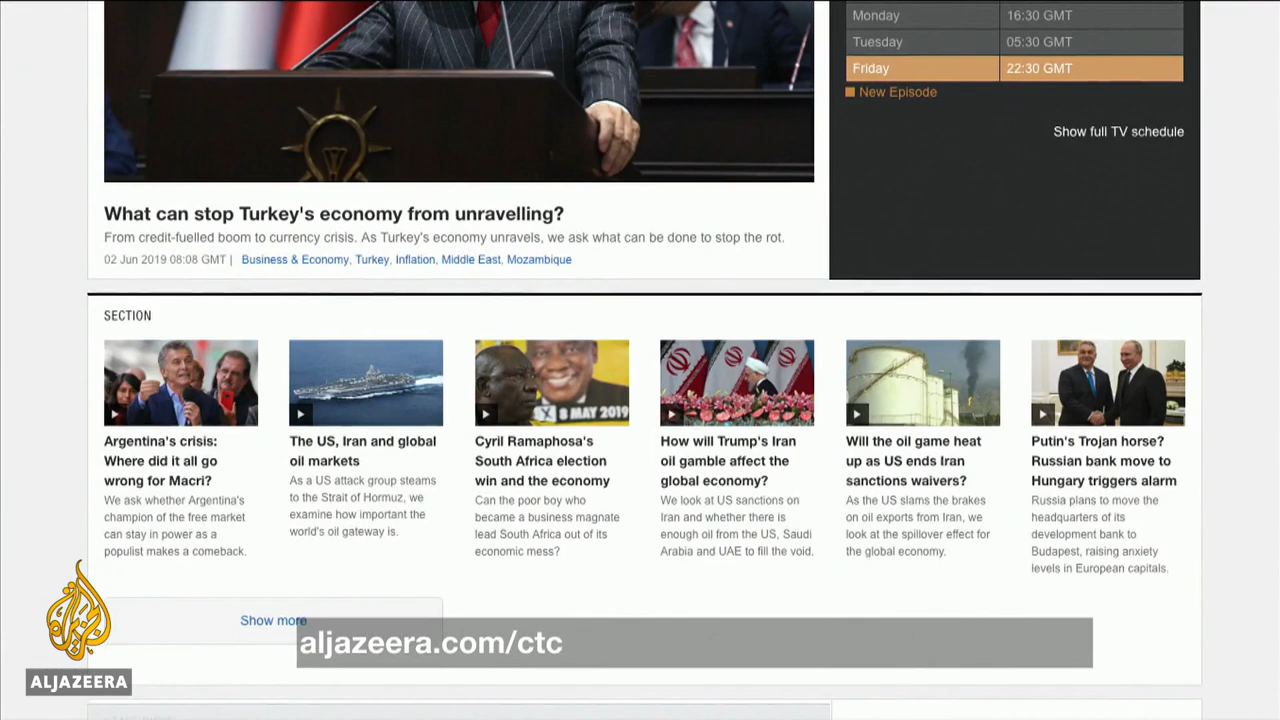 Monday 16:30 GMT
Tuesday 05:30 GMT
Friday 22:30 GMT
New Episode
Show full TV schedule
What can stop Turkey's economy from unravelling?
From credit-fuelled boom to currency crisis. As Turkey's economy unravels, we ask what can be done to stop the rot.
02 Jun 2019 08:08 GMT | Business & Economy, Turkey, Inflation, Middle East, Mozambique
SECTION
8 MAY 2019
Argentina's crisis:
Where did it all go
wrong for Macri?
We ask whether Argentina's
champion of the free market
can stay in power as a
populist makes a comeback.
The US, Iran and global
oil markets
As a US attack group steams
to the Strait of Hormuz, we
examine how important the
world's oil gateway is.
Cyril Ramaphosa's
South Africa election
win and the economy
Can the poor boy who
became a business magnate
lead South Africa out of its
economic mess?
How will Trump's Iran
oil gamble affect the
global economy?
We look at US sanctions on
Iran and whether there is
enough oil from the US, Saudi
Arabia and UAE to fill the void.
Will the oil game heat
up as US ends Iran
sanctions waivers?
As the US slams the brakes
on oil exports from Iran, we
look at the spillover effect for
the global economy.
Putin's Trojan horse?
Russian bank move to
Hungary triggers alarm
Russia plans to move the
headquarters of its
development bank to
Budapest, raising anxiety
levels in European capitals.
Show more
aljazeera.com/ctc
ALJAZEERA